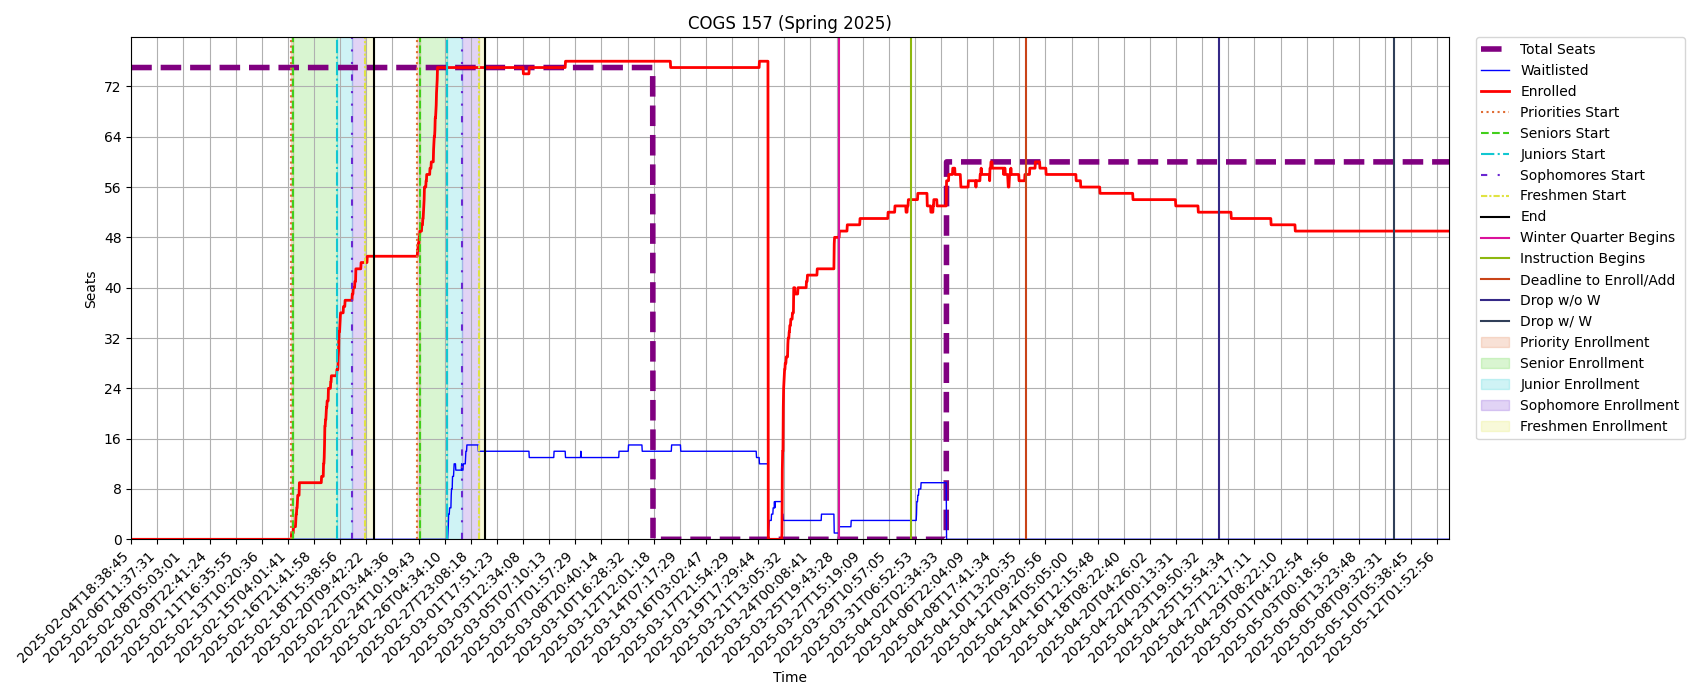 COGS 157 (Spring 2025)
Seats
72
64
56
48
40
32
24
16
8
0
2025-02-04T18:38:45
2025-02-06T11:37:31
2025-02-08T05:03:01
2025-02-09T22:41:24
2025-02-11T16:35:55
2025-02-13T10:20:36
2025-02-15T04:01:41
2025-02-16T21:41:58
2025-02-18T15:38:56
2025-02-20T09:42:22
2025-02-22T03:44:36
2025-02-24T10:19:43
2025-02-26T04:34:10
2025-02-27T23:08:18
2025-03-01T17:51:23
2025-03-03T12:34:08
2025-03-05T07:10:13
2025-03-07T01:57:29
2025-03-08T20:40:14
2025-03-10T16:28:32
2025-03-12T12:01:18
2025-03-14T07:17:29
2025-03-16T03:02:47
2025-03-17T21:54:29
2025-03-19T17:29:44
2025-03-21T13:05:32
2025-03-24T00:08:41
2025-03-25T19:43:28
2025-03-27T15:19:09
2025-03-29T10:57:05
2025-03-31T06:52:53
2025-04-02T02:34:33
2025-04-06T22:04:09
2025-04-08T17:41:34
2025-04-10T13:20:35
2025-04-12T09:20:56
2025-04-14T05:05:00
2025-04-16T12:15:48
2025-04-18T08:22:40
2025-04-20T04:26:02
2025-04-22T00:13:31
2025-04-23T19:50:32
2025-04-25T15:54:34
2025-04-27T12:17:11
2025-04-29T08:22:10
2025-05-01T04:22:54
2025-05-03T00:18:56
2025-05-06T13:23:48
2025-05-08T09:32:31
2025-05-10T05:38:45
2025-05-12T01:52:56
Time
Total Seats
Waitlisted
Enrolled
Priorities Start
Seniors Start
Juniors Start
Sophomores Start
Freshmen Start
End
Winter Quarter Begins
Instruction Begins
Deadline to Enroll/Add
Drop w/o W
Drop w/ W
Priority Enrollment
Senior Enrollment
Junior Enrollment
Sophomore Enrollment
Freshmen Enrollment